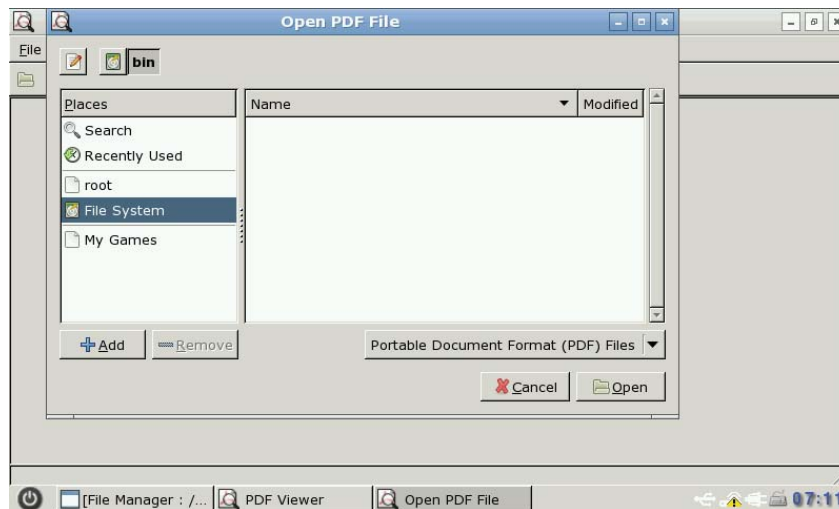 Open PDF File
File
bin
Places
Name
Modified
Search
Recently Used
root
File System
My Games
Add
Remove
Portable Document Format (PDF) Files
Cancel
Open
[File Manager : /...
PDF Viewer
Open PDF File
07:11